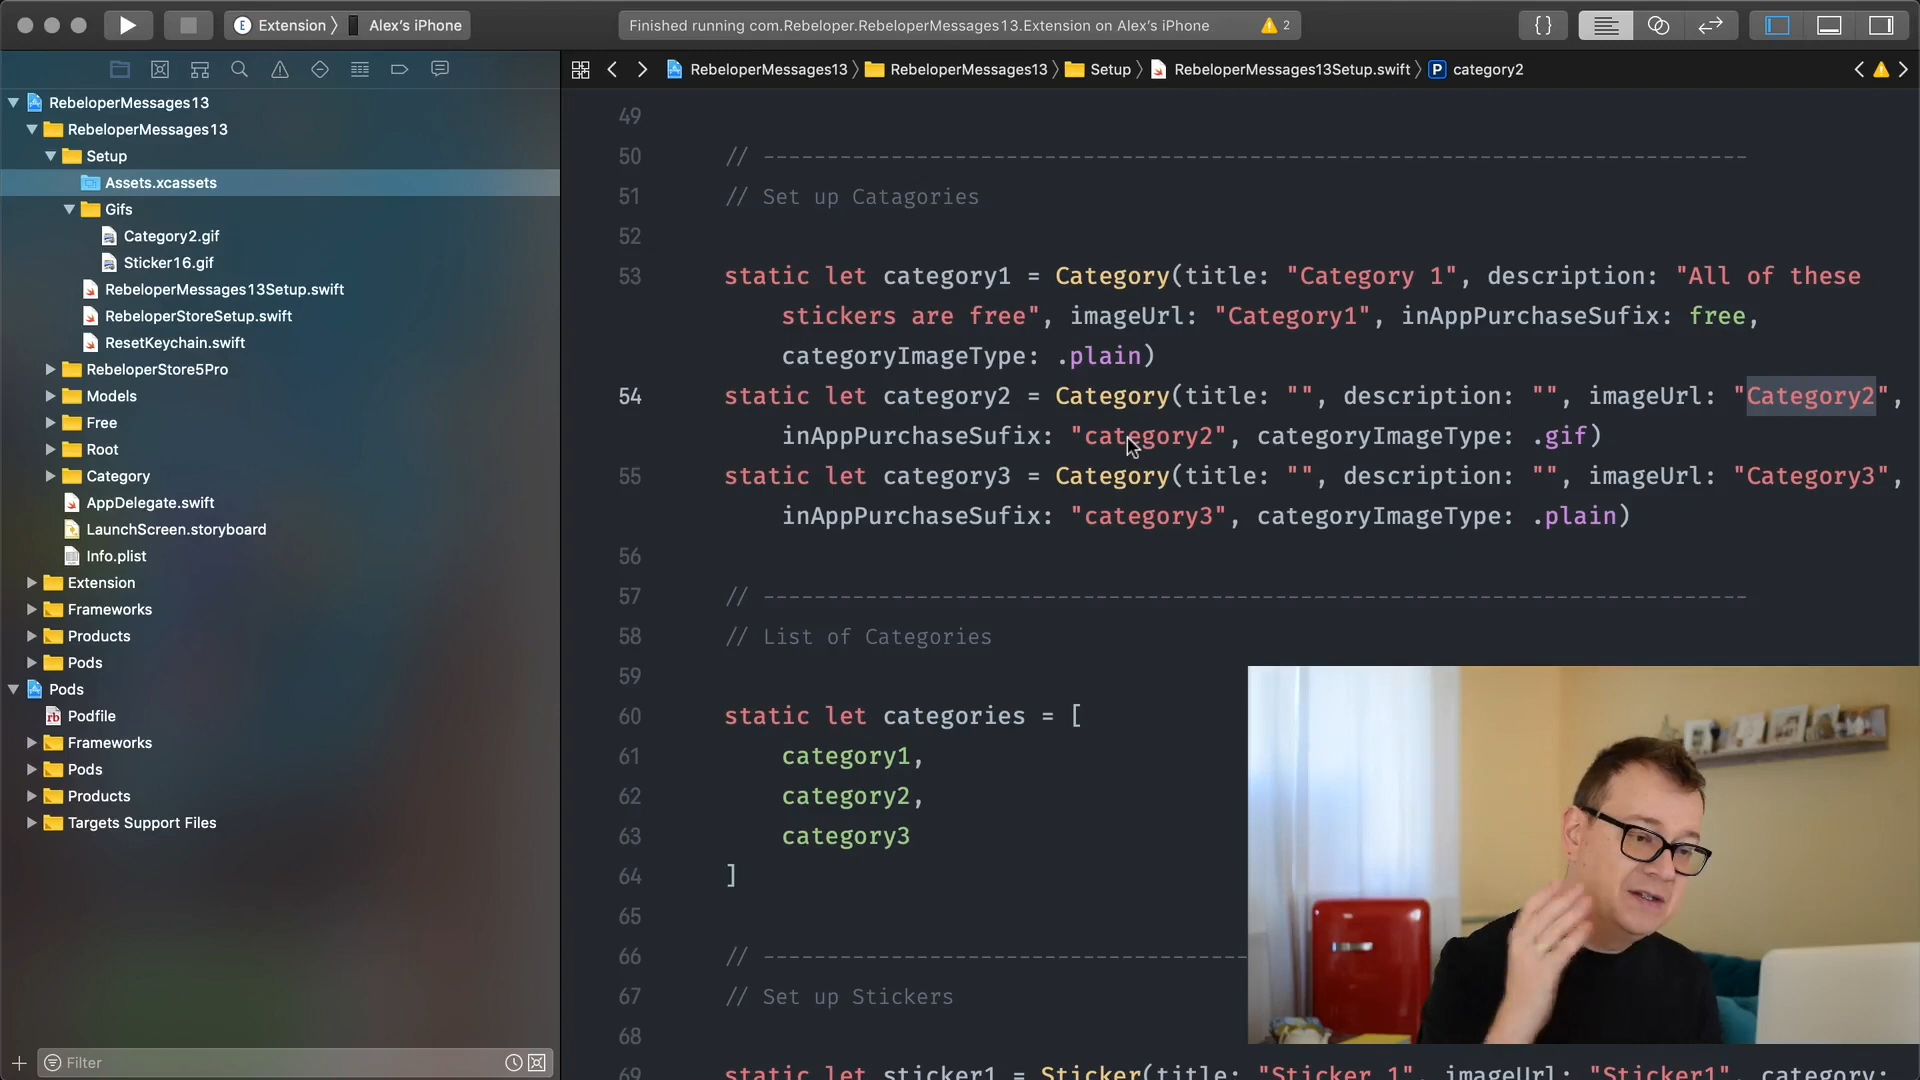 Extension
Alex's iPhone
Finished running com.Rebeloper.RebeloperMessages13.Extension on Alex's iPhone
2
{}
RebeloperMessages13
RebeloperMessages13
Setup
RebeloperMessages13Setup.swift
P category2
RebeloperMessages13
RebeloperMessages13
Setup
Assets.xcassets
Gifs
Category2.gif
Sticker16.gif
RebeloperMessages13Setup.swift
RebeloperStoreSetup.swift
ResetKeychain.swift
RebeloperStore5Pro
Models
Free
Root
Category
AppDelegate.swift
LaunchScreen.storyboard
Info.plist
Extension
Frameworks
Products
Pods
Pods
rb Podfile
Frameworks
Pods
Products
Targets Support Files
Filter
49
50 // -----------------------------------------------------------------------------
51 // Set up Catagories
52
53 static let category1 = Category(title: "Category 1", description: "All of these
stickers are free", imageUrl: "Category1", inAppPurchaseSufix: free,
categoryImageType: .plain)
54 static let category2 = Category(title: "", description: "", imageUrl: "Category2",
inAppPurchaseSufix: "category2", categoryImageType: .gif)
55 static let category3 = Category(title: "", description: "", imageUrl: "Category3",
inAppPurchaseSufix: "category3", categoryImageType: .plain)
56
57 // -----------------------------------------------------------------------------
58 // List of Categories
59
60 static let categories = [
61 category1,
62 category2,
63 category3
64 ]
65
66 // --------------------------------------
67 // Set up Stickers
68
69 static let sticker1 = Sticker(title: "Sticker 1", imageUrl: "Sticker1", category: